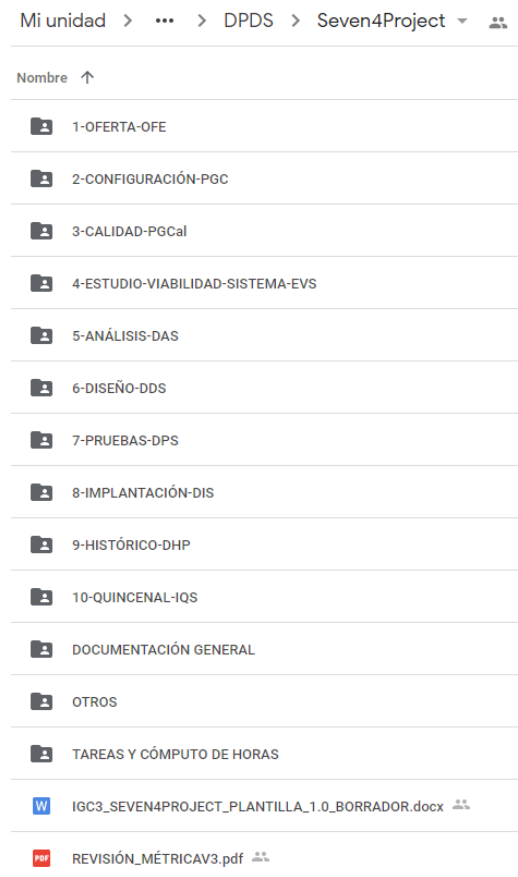 Mi unidad > ••• > DPDS > Seven4Project
Nombre ↑
1-OFERTA-OFE
2-CONFIGURACIÓN-PGC
3-CALIDAD-PGCal
4-ESTUDIO-VIABILIDAD-SISTEMA-EVS
5-ANÁLISIS-DAS
6-DISEÑO-DDS
7-PRUEBAS-DPS
8-IMPLANTACIÓN-DIS
9-HISTÓRICO-DHP
10-QUINCENAL-IQS
DOCUMENTACIÓN GENERAL
OTROS
TAREAS Y CÓMPUTO DE HORAS
W IGC3_SEVEN4PROJECT_PLANTILLA_1.0_BORRADOR.docx
PDF REVISIÓN_MÉTRICAV3.pdf